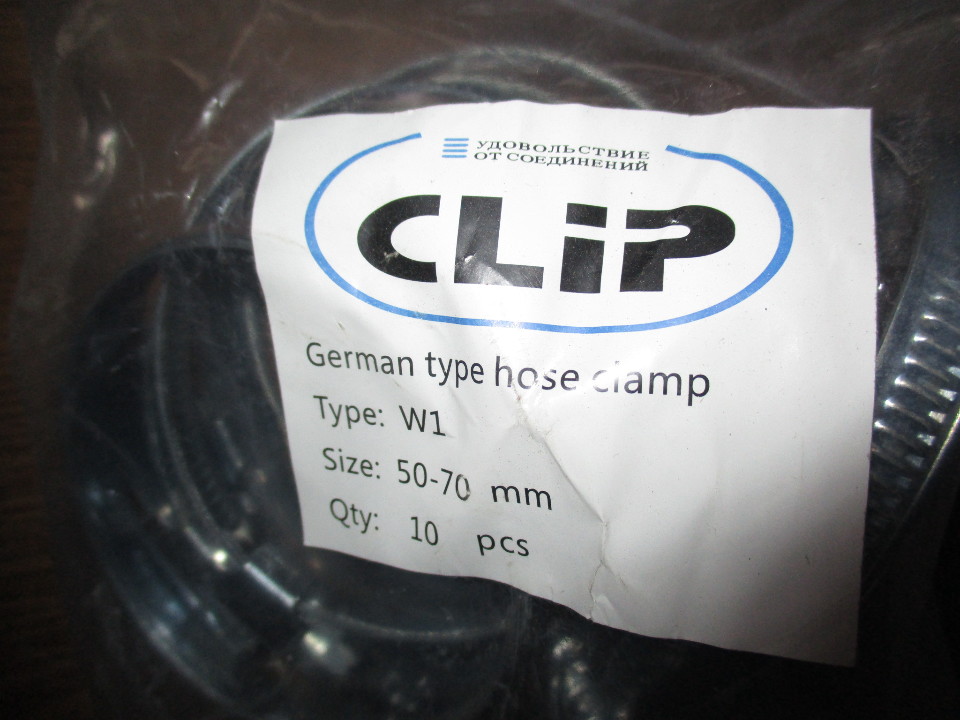 УДОВОЛЬСТВИЕ
ОТ СОЕДИНЕНИЙ
CLiP
German type hose clamp
Type: W1
Size: 50-70 mm
Qty: 10 pcs